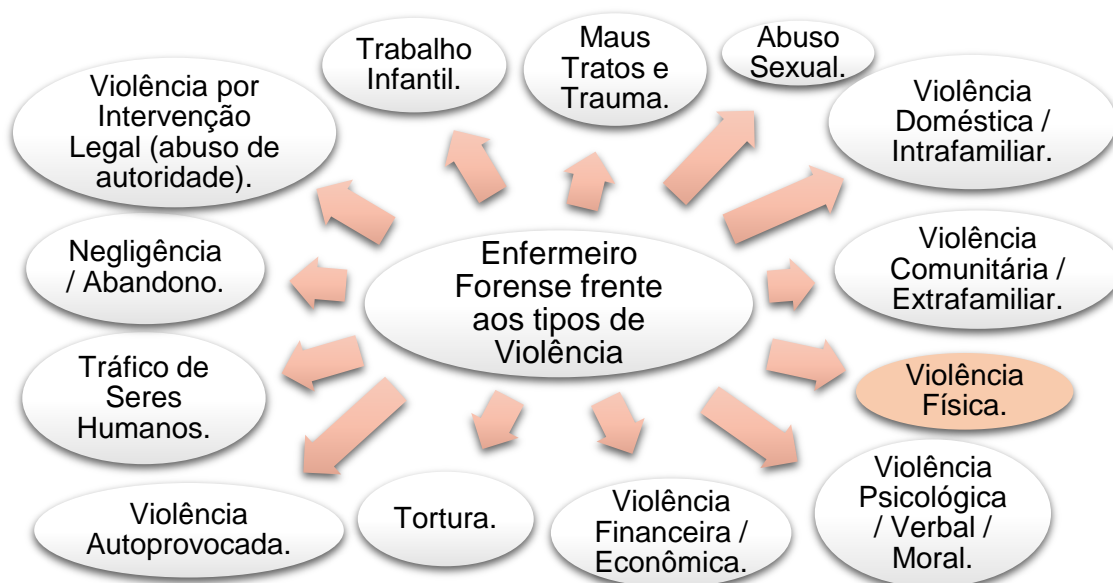 Trabalho
Infantil.
Maus
Tratos e
Trauma.
Abuso
Sexual.
Violência por
Intervenção
Legal (abuso de
autoridade).
Violência
Doméstica /
Intrafamiliar.
Negligência
/ Abandono.
Enfermeiro
Forense frente
aos tipos de
Violência
Violência
Comunitária /
Extrafamiliar.
Tráfico de
Seres
Humanos.
Violência
Física.
Violência
Autoprovocada.
Tortura.
Violência
Financeira /
Econômica.
Violência
Psicológica
/ Verbal /
Moral.